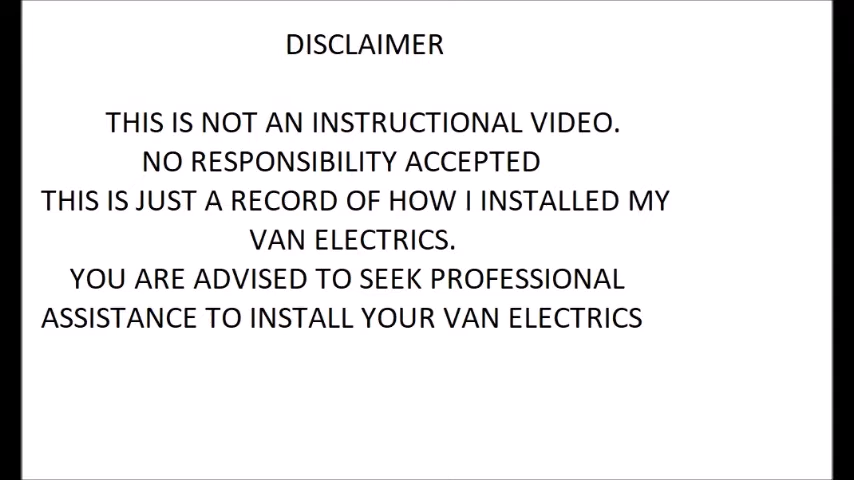 DISCLAIMER
THIS IS NOT AN INSTRUCTIONAL VIDEO.
NO RESPONSIBILITY ACCEPTED
THIS IS JUST A RECORD OF HOW I INSTALLED MY
VAN ELECTRICS.
YOU ARE ADVISED TO SEEK PROFESSIONAL
ASSISTANCE TO INSTALL YOUR VAN ELECTRICS